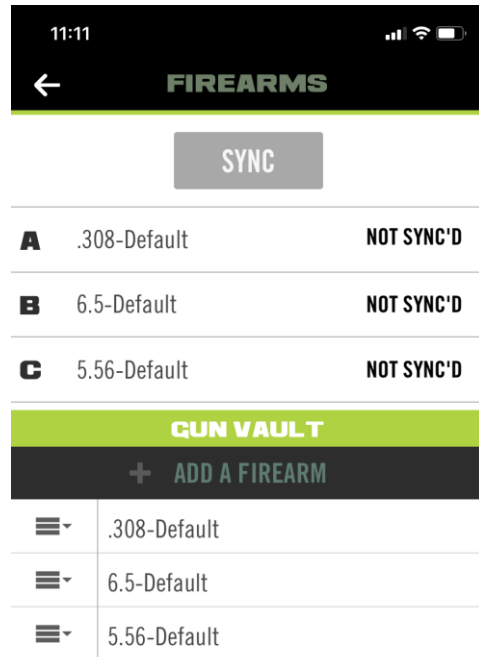 11:11
FIREARMS
SYNC
A .308-Default NOT SYNC'D
B 6.5-Default NOT SYNC'D
C 5.56-Default NOT SYNC'D
GUN VAULT
+ ADD A FIREARM
.308-Default
6.5-Default
5.56-Default